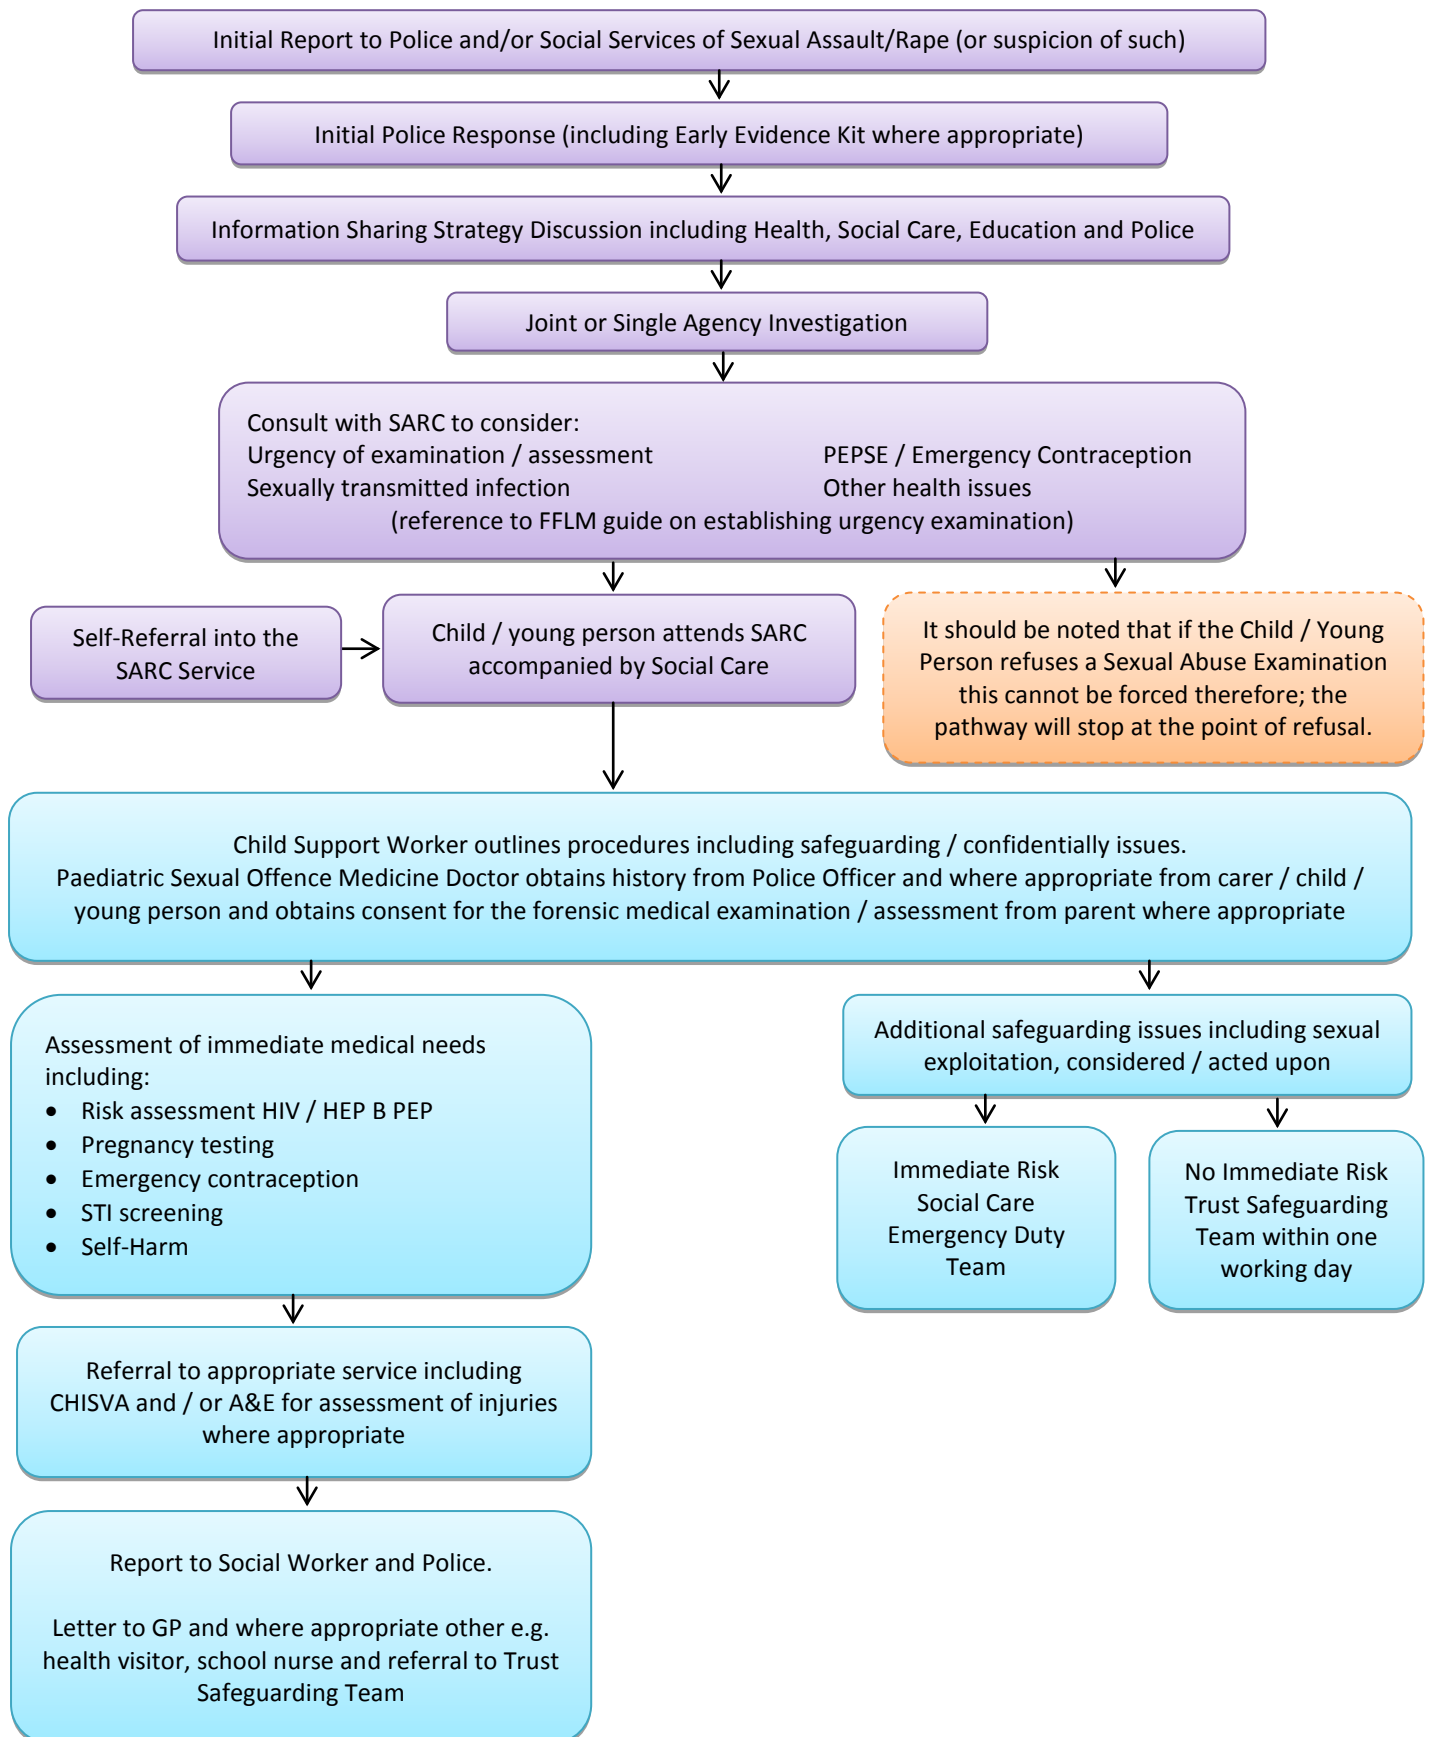 Initial Report to Police and/or Social Services of Sexual Assault/Rape (or suspicion of such)
Initial Police Response (including Early Evidence Kit where appropriate)
Information Sharing Strategy Discussion including Health, Social Care, Education and Police
Joint or Single Agency Investigation
Consult with SARC to consider:
Urgency of examination / assessment PEPSE / Emergency Contraception
Sexually transmitted infection Other health issues
(reference to FFLM guide on establishing urgency examination)
Self-Referral into the
SARC Service
Child / young person attends SARC
accompanied by Social Care
It should be noted that if the Child / Young
Person refuses a Sexual Abuse Examination
this cannot be forced therefore; the
pathway will stop at the point of refusal.
Child Support Worker outlines procedures including safeguarding / confidentially issues.
Paediatric Sexual Offence Medicine Doctor obtains history from Police Officer and where appropriate from carer / child /
young person and obtains consent for the forensic medical examination / assessment from parent where appropriate
Assessment of immediate medical needs
including:
• Risk assessment HIV / HEP B PEP
• Pregnancy testing
• Emergency contraception
• STI screening
• Self-Harm
Additional safeguarding issues including sexual
exploitation, considered / acted upon
Immediate Risk
Social Care
Emergency Duty
Team
No Immediate Risk
Trust Safeguarding
Team within one
working day
Referral to appropriate service including
CHISVA and / or A&E for assessment of injuries
where appropriate
Report to Social Worker and Police.
Letter to GP and where appropriate other e.g.
health visitor, school nurse and referral to Trust
Safeguarding Team